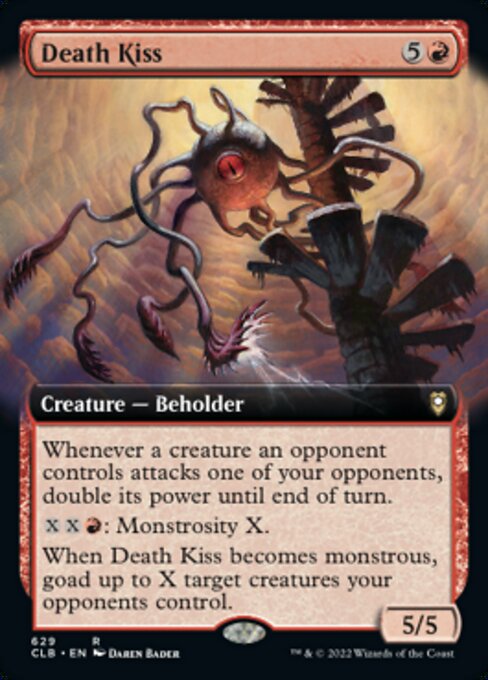 Death Kiss 5
Creature — Beholder
Whenever a creature an opponent
controls attacks one of your opponents,
double its power until end of turn.
X X : Monstrosity X.
When Death Kiss becomes monstrous,
goad up to X target creatures your
opponents control.
5/5
629 R
CLB • EN Daren Bader ™ & © 2022 Wizards of the Coast